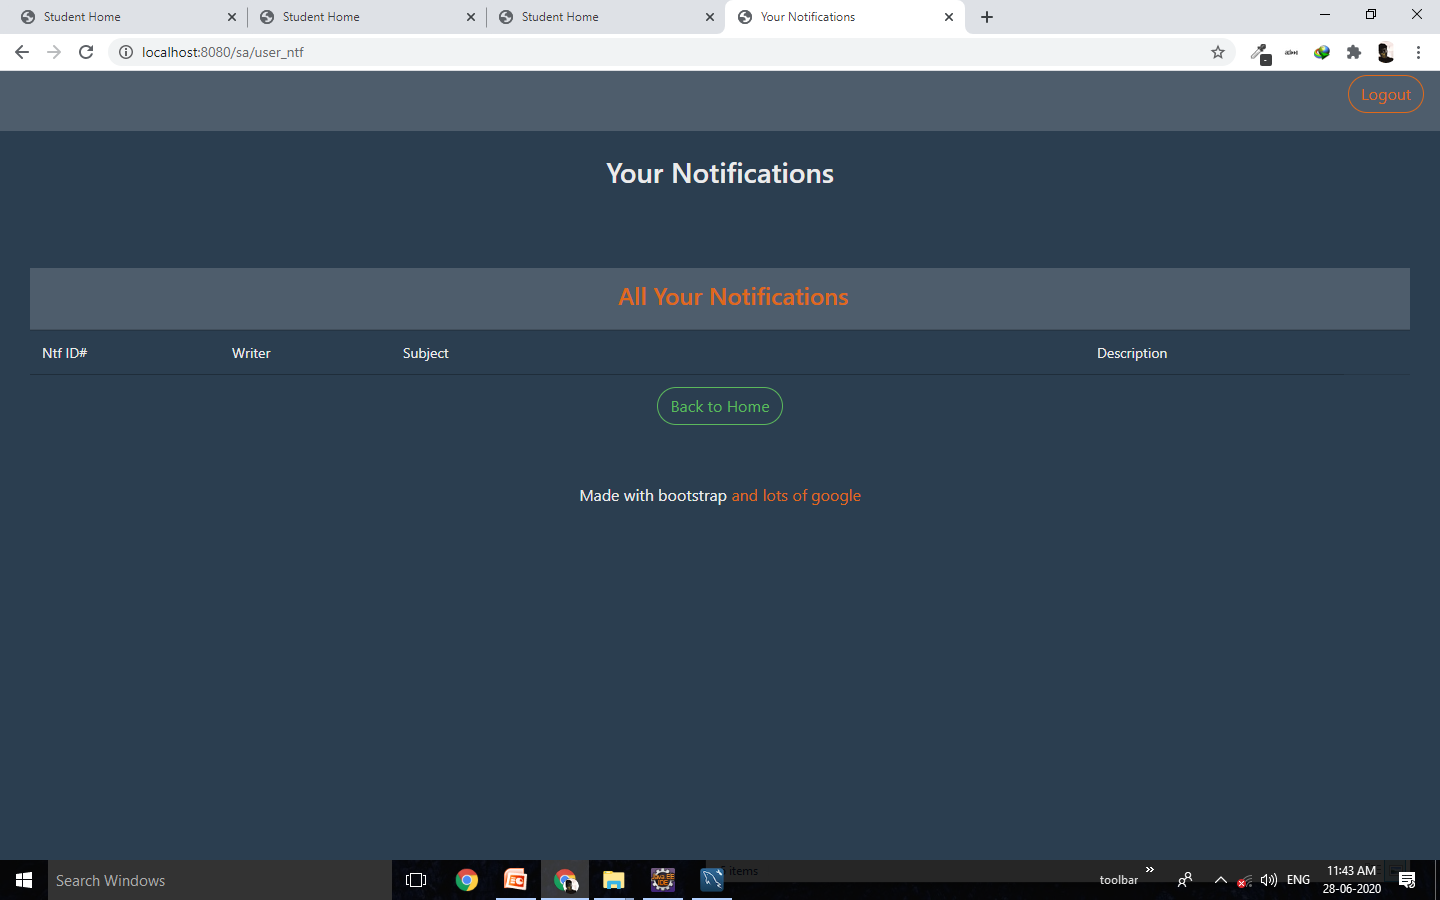 Student Home
Student Home
Student Home
Your Notifications
localhost:8080/sa/user_ntf
Logout
Your Notifications
All Your Notifications
Ntf ID# Writer Subject Description
Back to Home
Made with bootstrap and lots of google
Search Windows
items
toolbar
ENG
11:43 AM
28-06-2020